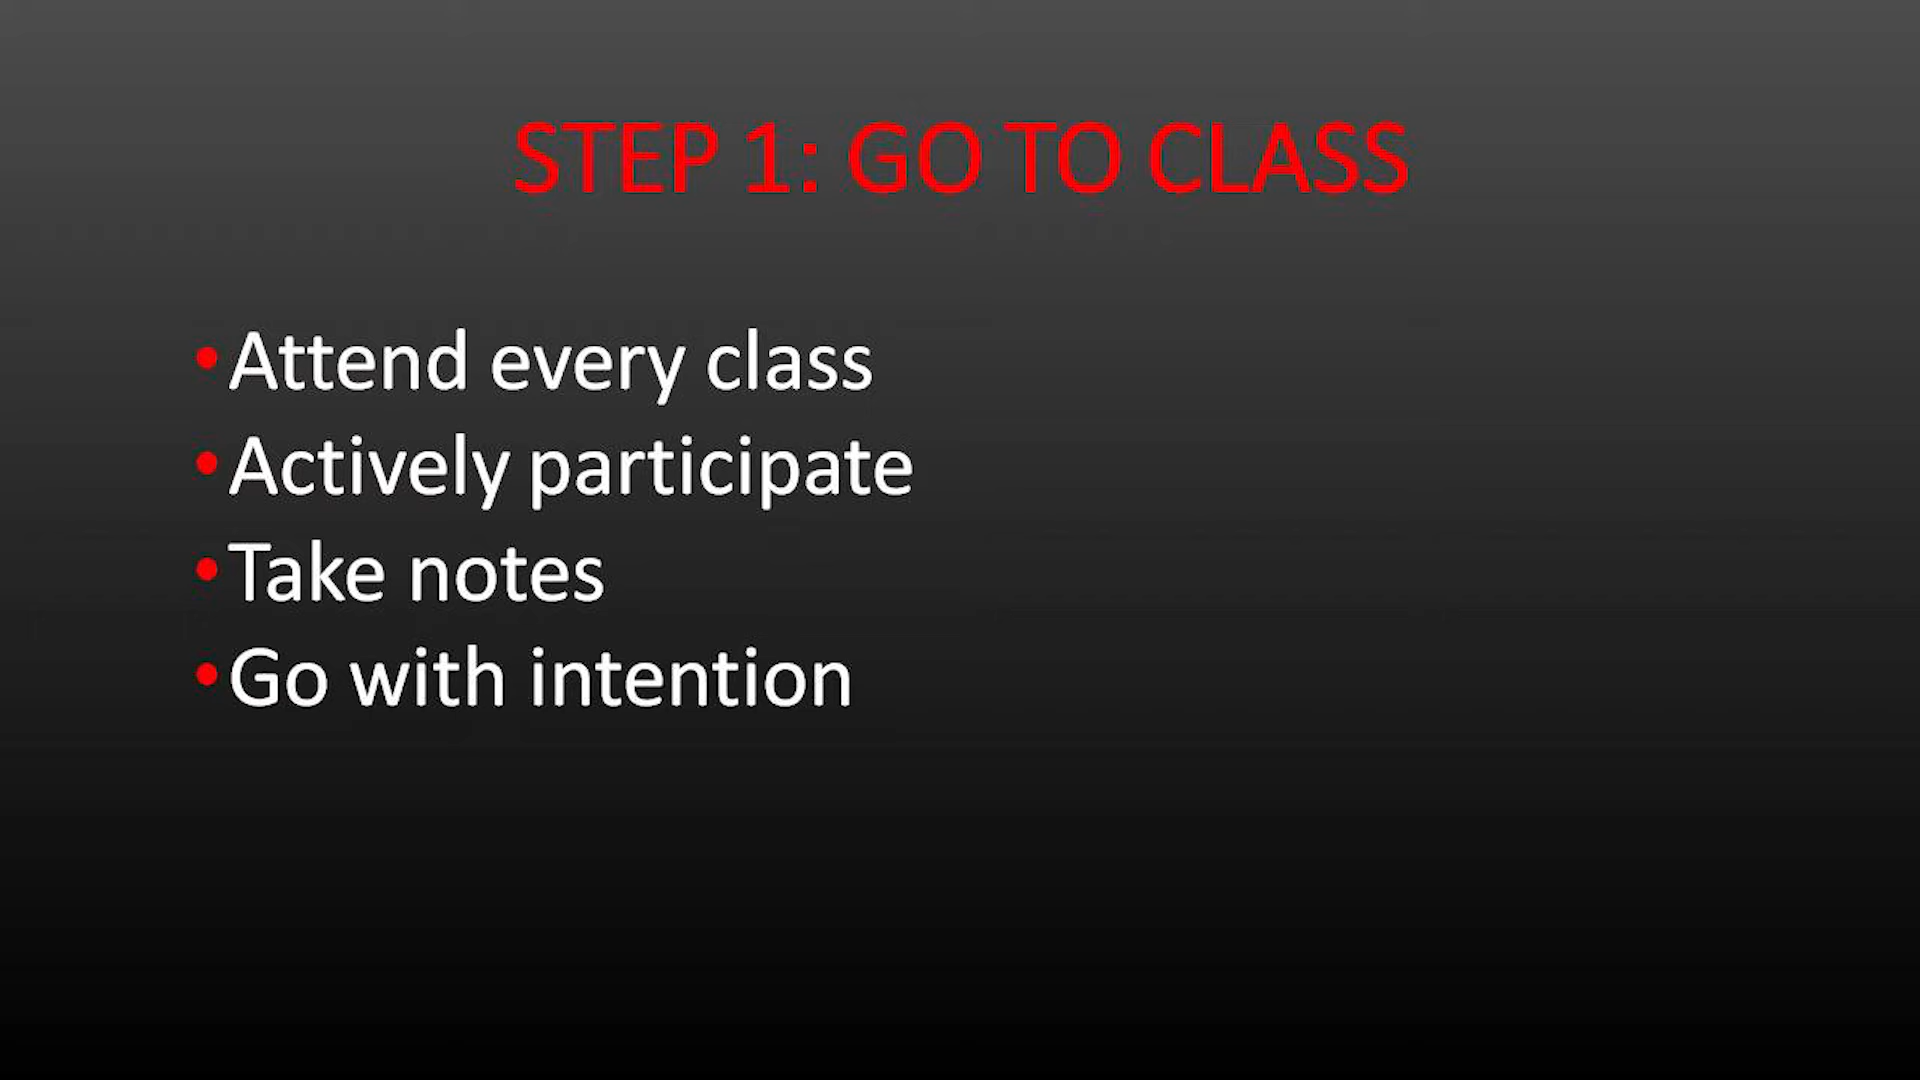 STEP 1: GO TO CLASS
•Attend every class
•Actively participate
•Take notes
•Go with intention